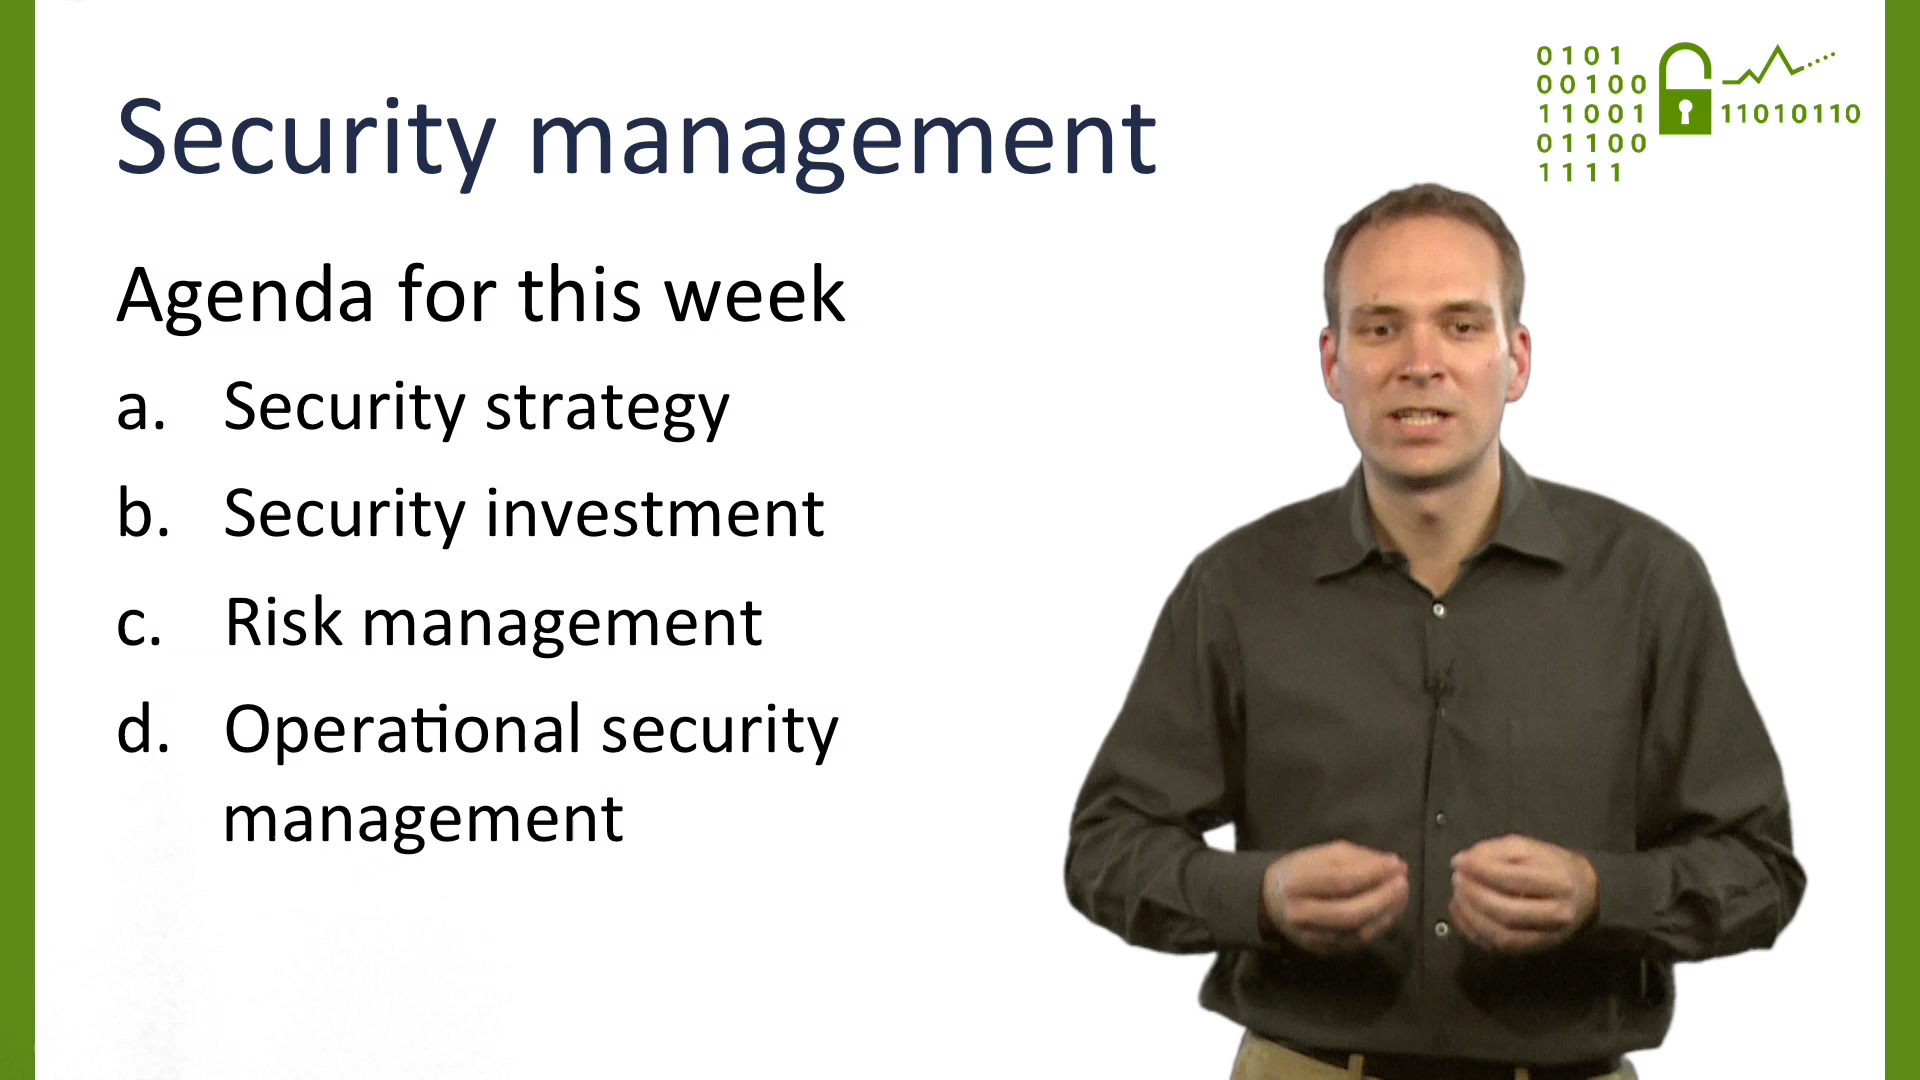 Security management
0101
00100
11001
11010110
01100
1111
Agenda for this week
a. Security strategy
b. Security investment
c. Risk management
d. Operational security
management